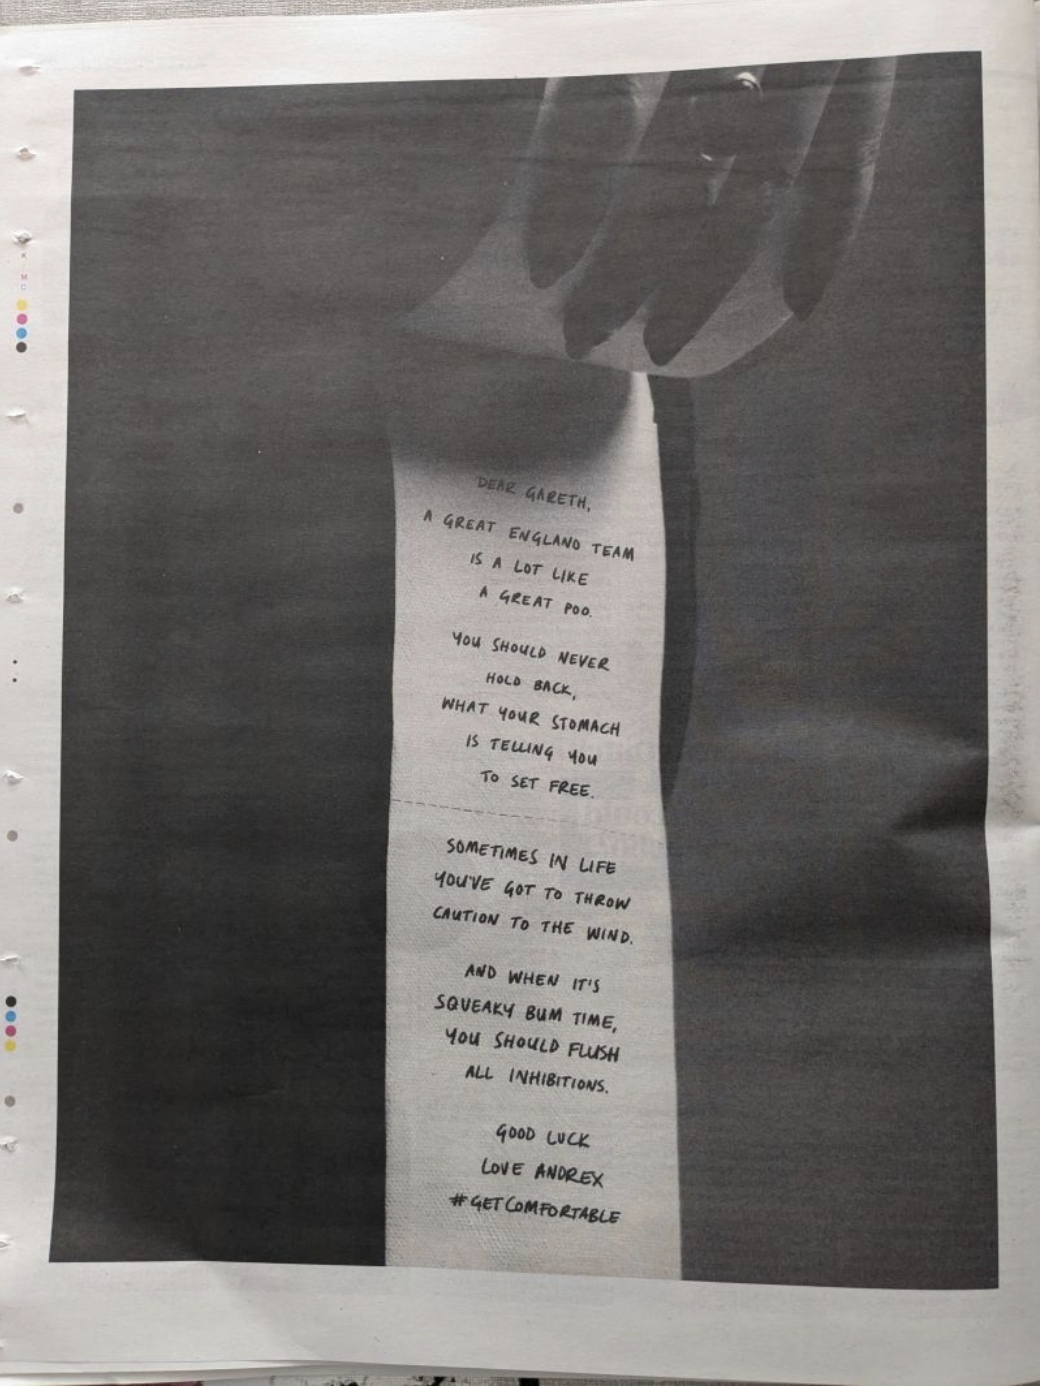 DEAR GARETH,
A GREAT ENGLAND TEAM
IS A LOT LIKE
A GREAT POO.
YOU SHOULD NEVER
HOLD BACK,
WHAT YOUR STOMACH
IS TELLING YOU
TO SET FREE.
SOMETIMES IN LIFE
YOU'VE GOT TO THROW
CAUTION TO THE WIND.
AND WHEN IT'S
SQUEAKY BUM TIME,
YOU SHOULD FLUSH
ALL INHIBITIONS.
GOOD LUCK
LOVE ANDREX
#GETCOMFORTABLE